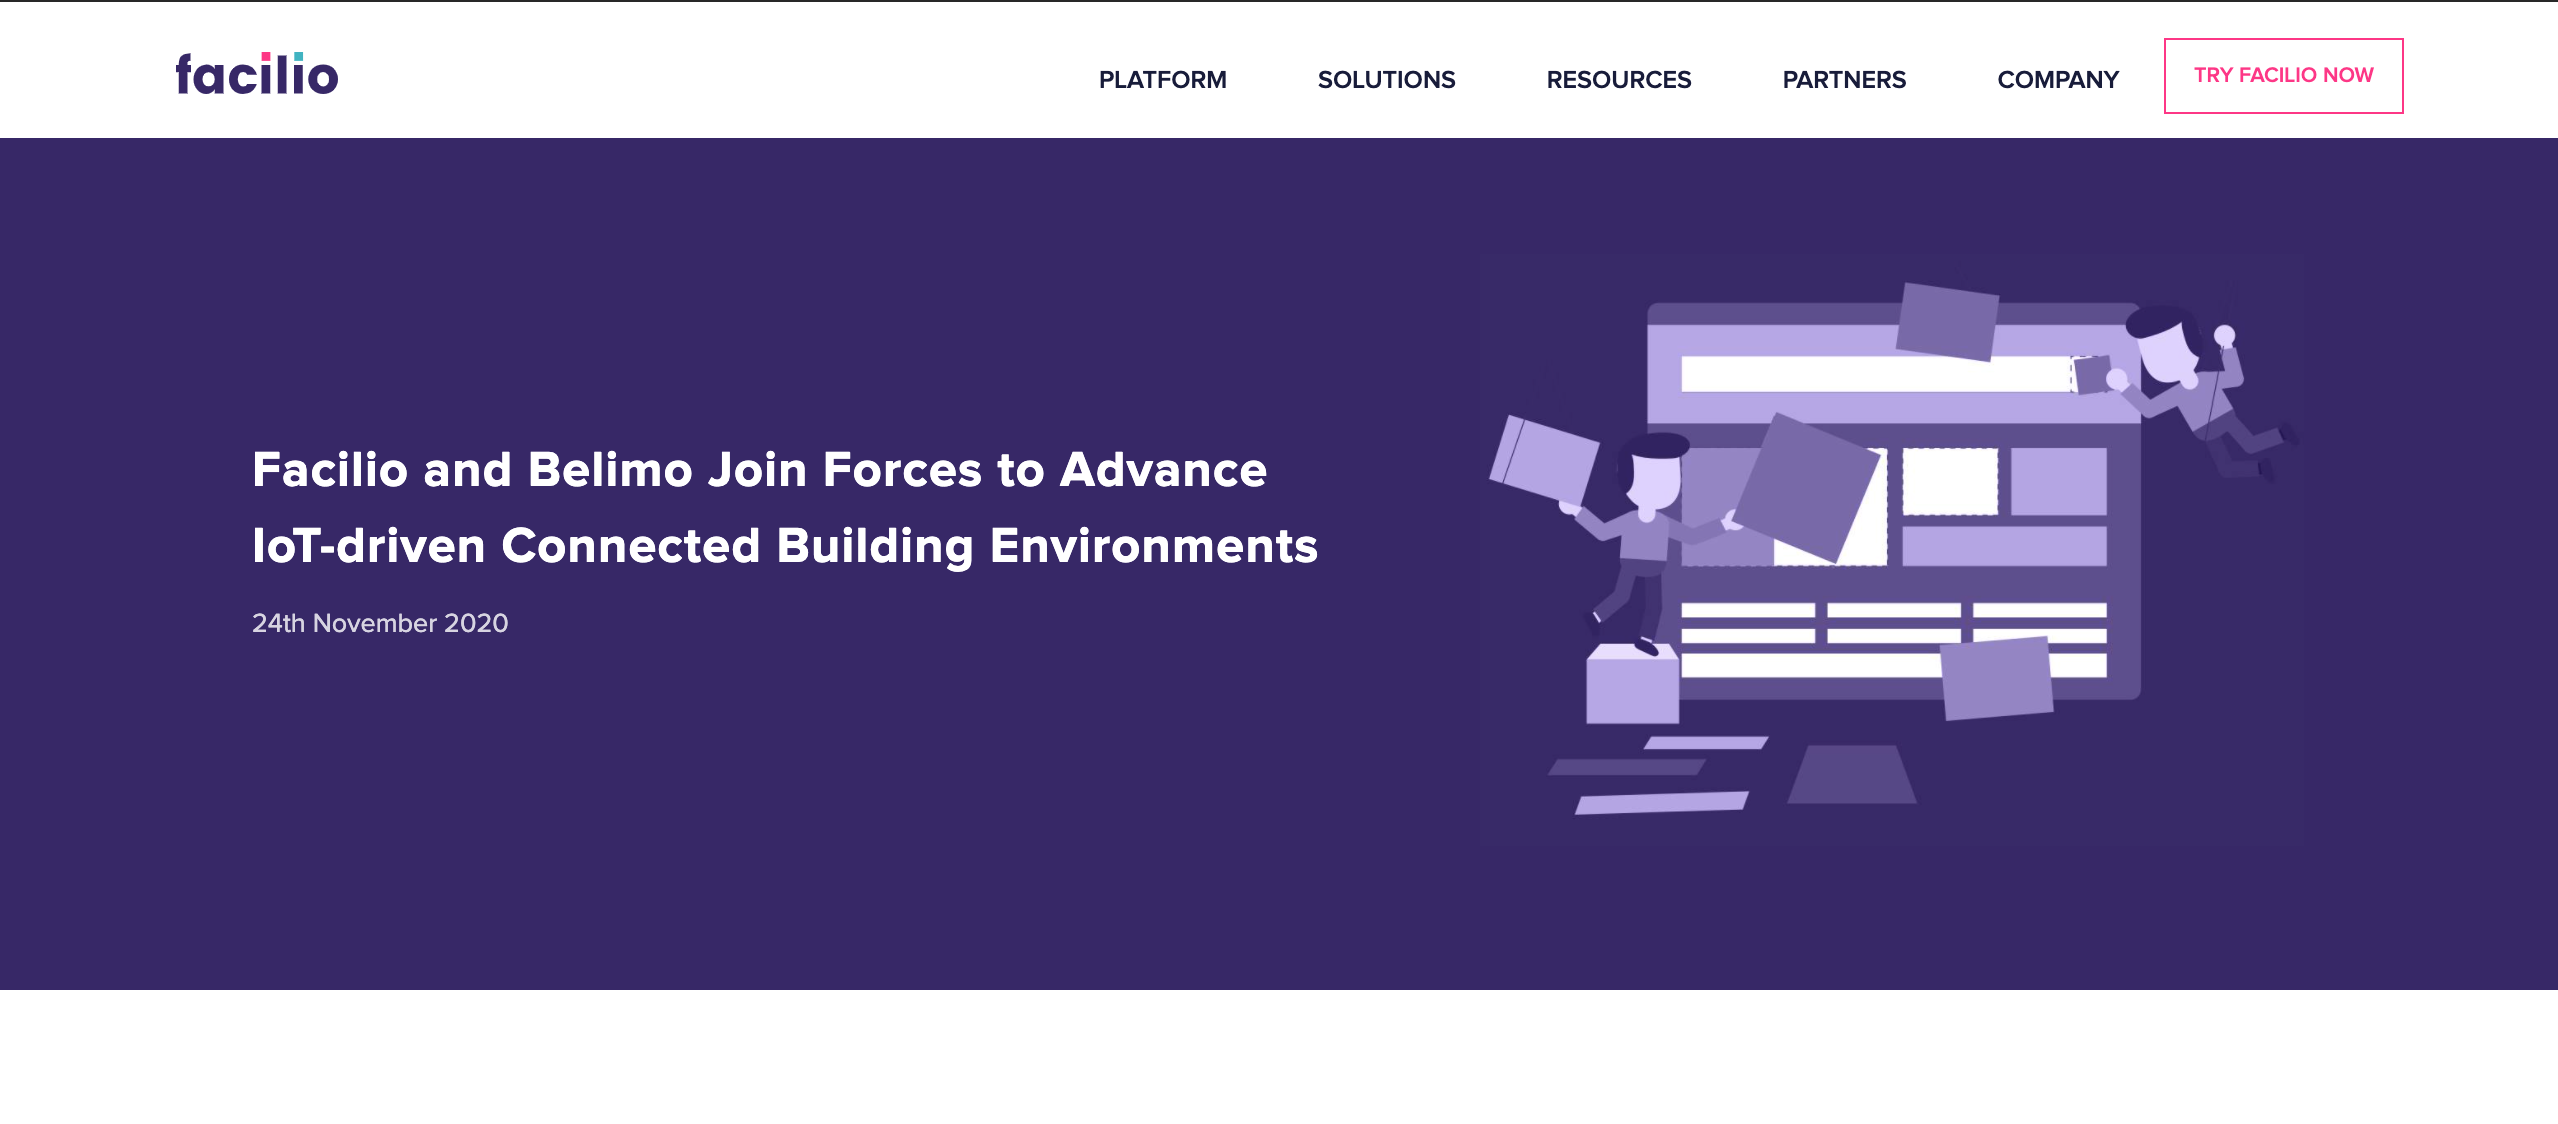 facilio
PLATFORM
SOLUTIONS
RESOURCES
PARTNERS
COMPANY
TRY FACILIO NOW
Facilio and Belimo Join Forces to Advance
IoT-driven Connected Building Environments
24th November 2020